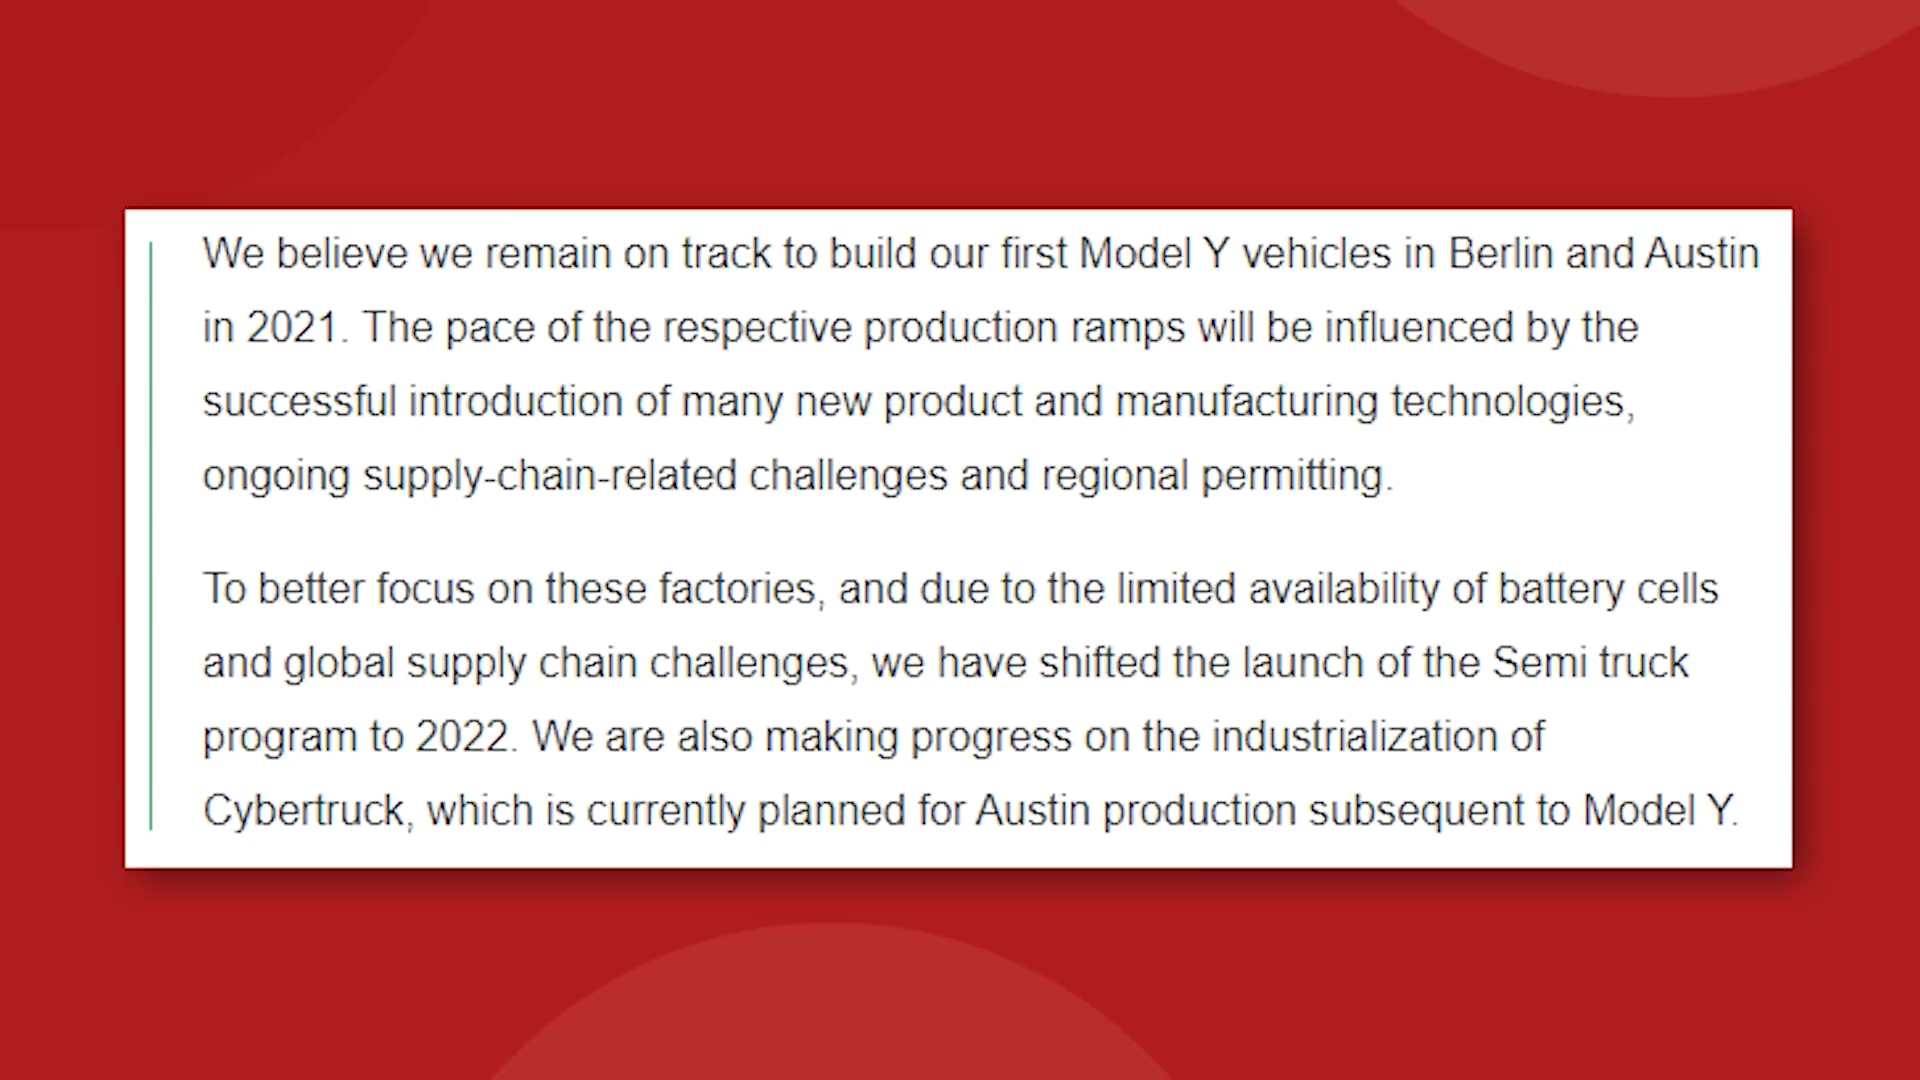 We believe we remain on track to build our first Model Y vehicles in Berlin and Austin
in 2021. The pace of the respective production ramps will be influenced by the
successful introduction of many new product and manufacturing technologies,
ongoing supply-chain-related challenges and regional permitting.
To better focus on these factories, and due to the limited availability of battery cells
and global supply chain challenges, we have shifted the launch of the Semi truck
program to 2022. We are also making progress on the industrialization of
Cybertruck, which is currently planned for Austin production subsequent to Model Y.